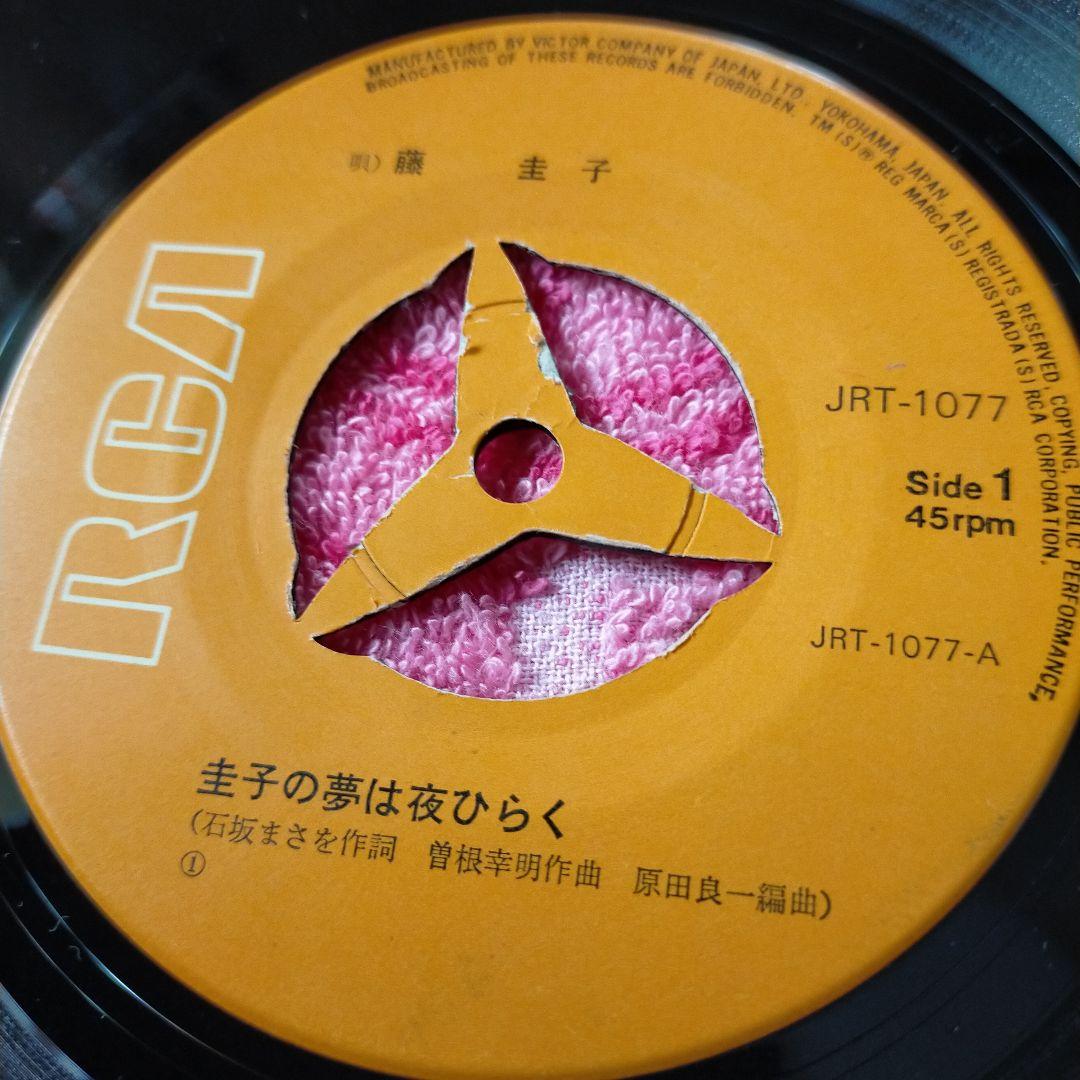 MANUFACTURED BY VICTOR COMPANY OF JAPAN, LTD. YOKOHAMA, JAPAN. ALL RIGHTS RESERVED, COPYING, PUBLIC PERFORMANCE,
BROADCASTING OF THESE RECORDS ARE FORBIDDEN. TM(S)® REG MARCA(S) REGISTRADA(S) RCA CORPORATION.
唄) 藤 圭子
RCA
JRT-1077
Side 1
45rpm
JRT-1077-A
圭子の夢は夜ひらく
(石坂まさを作詞 曽根幸明作曲 原田良一編曲)
①